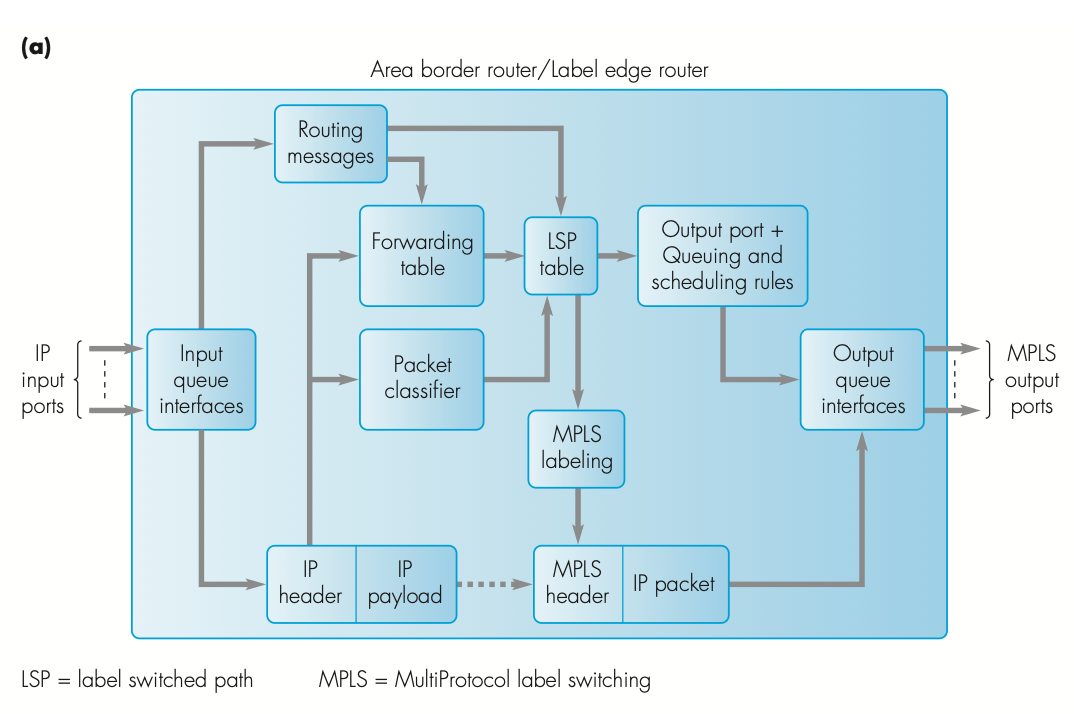 (a)
Area border router/Label edge router
Routing
messages
Forwarding
table
LSP
table
Output port +
Queuing and
scheduling rules
IP
input
ports
Input
queue
interfaces
Packet
classifier
Output
queue
interfaces
MPLS
output
ports
MPLS
labeling
IP
header
IP
payload
MPLS
header
IP packet
LSP = label switched path
MPLS = MultiProtocol label switching